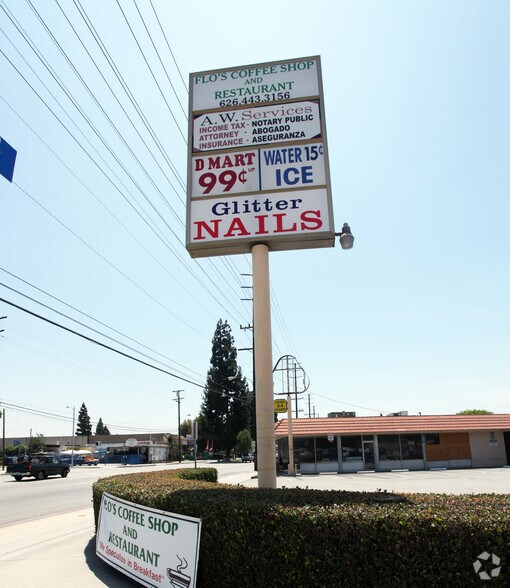 FLO'S COFFEE SHOP
AND
RESTAURANT
626.443.3156
A.W. Services
INCOME TAX - NOTARY PUBLIC
ATTORNEY - ABOGADO
INSURANCE - ASEGURANZA
D MART
99¢ UP
WATER 15¢
ICE
Glitter
NAILS
FLO'S COFFEE SHOP
AND
RESTAURANT
"We Specialize in Breakfast"